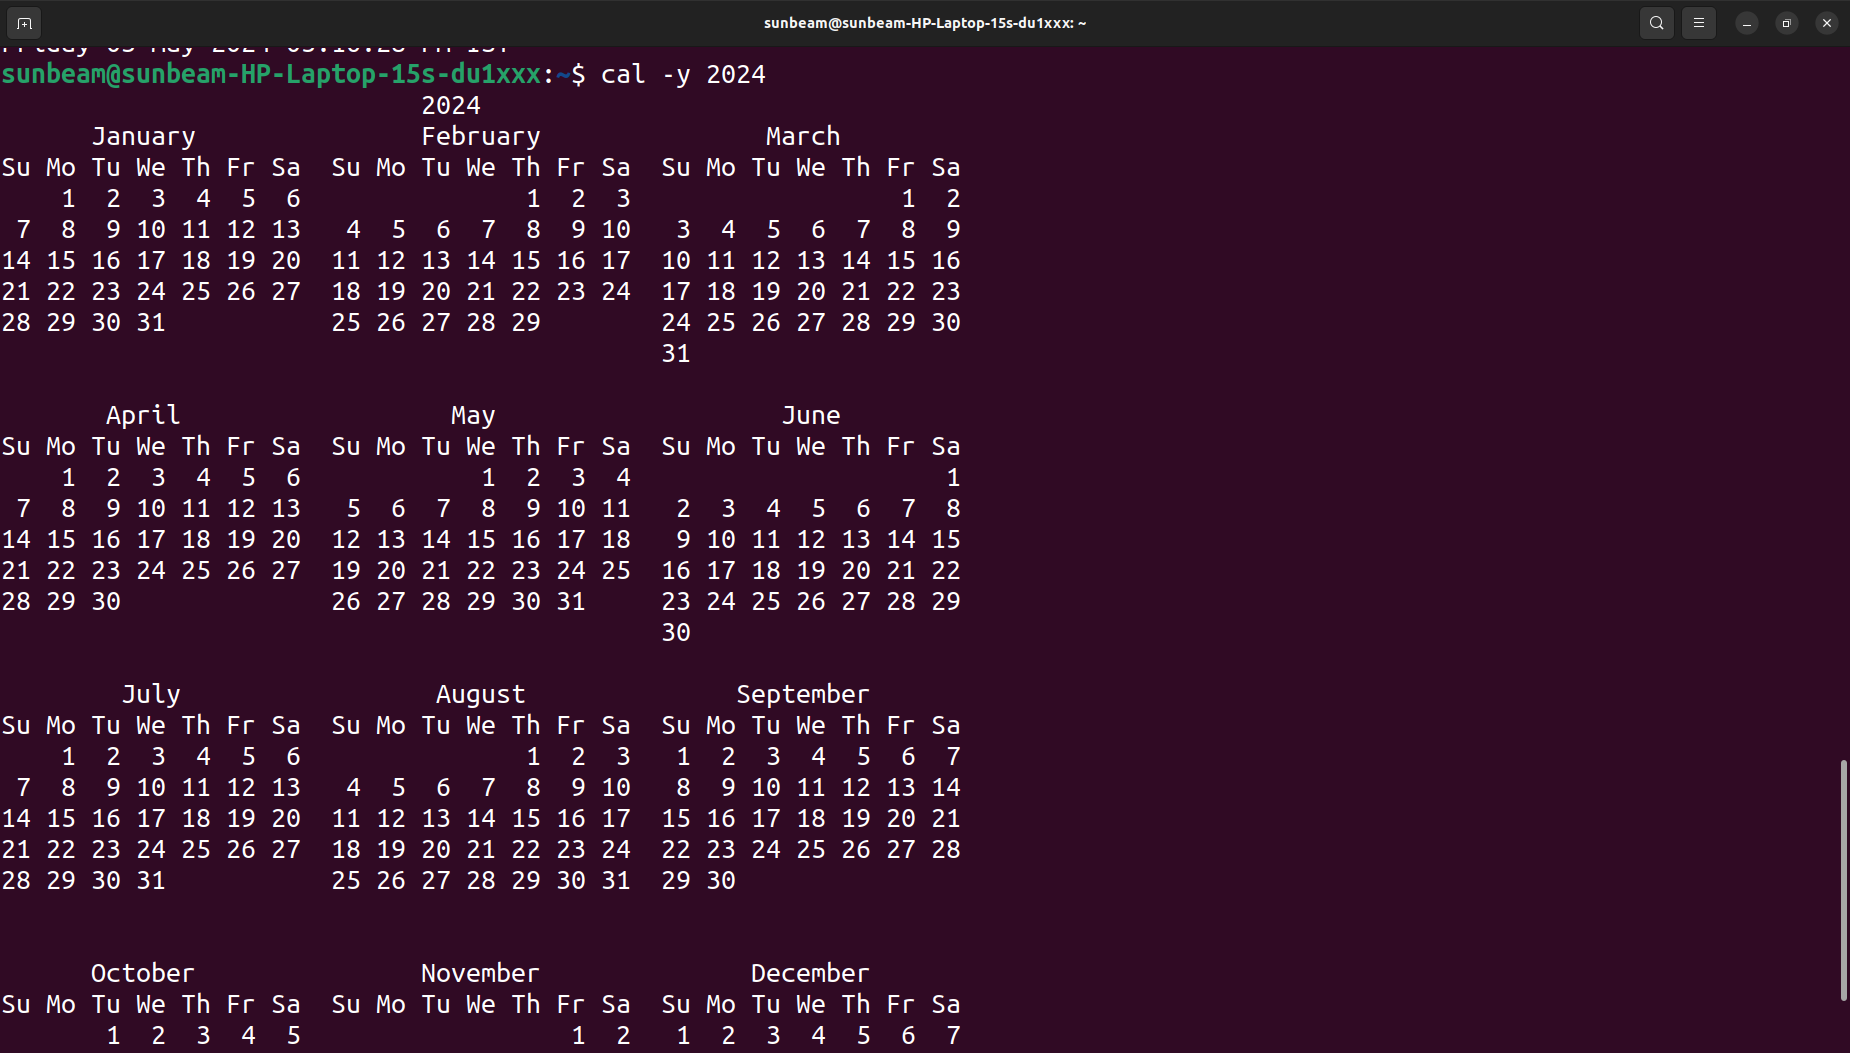 sunbeam@sunbeam-HP-Laptop-15s-du1xxx: ~
sunbeam@sunbeam-HP-Laptop-15s-du1xxx:~$ cal -y 2024
                            2024
      January               February               March
Su Mo Tu We Th Fr Sa  Su Mo Tu We Th Fr Sa  Su Mo Tu We Th Fr Sa
    1  2  3  4  5  6               1  2  3                  1  2
 7  8  9 10 11 12 13   4  5  6  7  8  9 10   3  4  5  6  7  8  9
14 15 16 17 18 19 20  11 12 13 14 15 16 17  10 11 12 13 14 15 16
21 22 23 24 25 26 27  18 19 20 21 22 23 24  17 18 19 20 21 22 23
28 29 30 31           25 26 27 28 29        24 25 26 27 28 29 30
                                            31
       April                  May                   June
Su Mo Tu We Th Fr Sa  Su Mo Tu We Th Fr Sa  Su Mo Tu We Th Fr Sa
    1  2  3  4  5  6            1  2  3  4                     1
 7  8  9 10 11 12 13   5  6  7  8  9 10 11   2  3  4  5  6  7  8
14 15 16 17 18 19 20  12 13 14 15 16 17 18   9 10 11 12 13 14 15
21 22 23 24 25 26 27  19 20 21 22 23 24 25  16 17 18 19 20 21 22
28 29 30              26 27 28 29 30 31     23 24 25 26 27 28 29
                                            30
        July                 August              September
Su Mo Tu We Th Fr Sa  Su Mo Tu We Th Fr Sa  Su Mo Tu We Th Fr Sa
    1  2  3  4  5  6               1  2  3   1  2  3  4  5  6  7
 7  8  9 10 11 12 13   4  5  6  7  8  9 10   8  9 10 11 12 13 14
14 15 16 17 18 19 20  11 12 13 14 15 16 17  15 16 17 18 19 20 21
21 22 23 24 25 26 27  18 19 20 21 22 23 24  22 23 24 25 26 27 28
28 29 30 31           25 26 27 28 29 30 31  29 30
      October               November              December
Su Mo Tu We Th Fr Sa  Su Mo Tu We Th Fr Sa  Su Mo Tu We Th Fr Sa
       1  2  3  4  5                  1  2   1  2  3  4  5  6  7